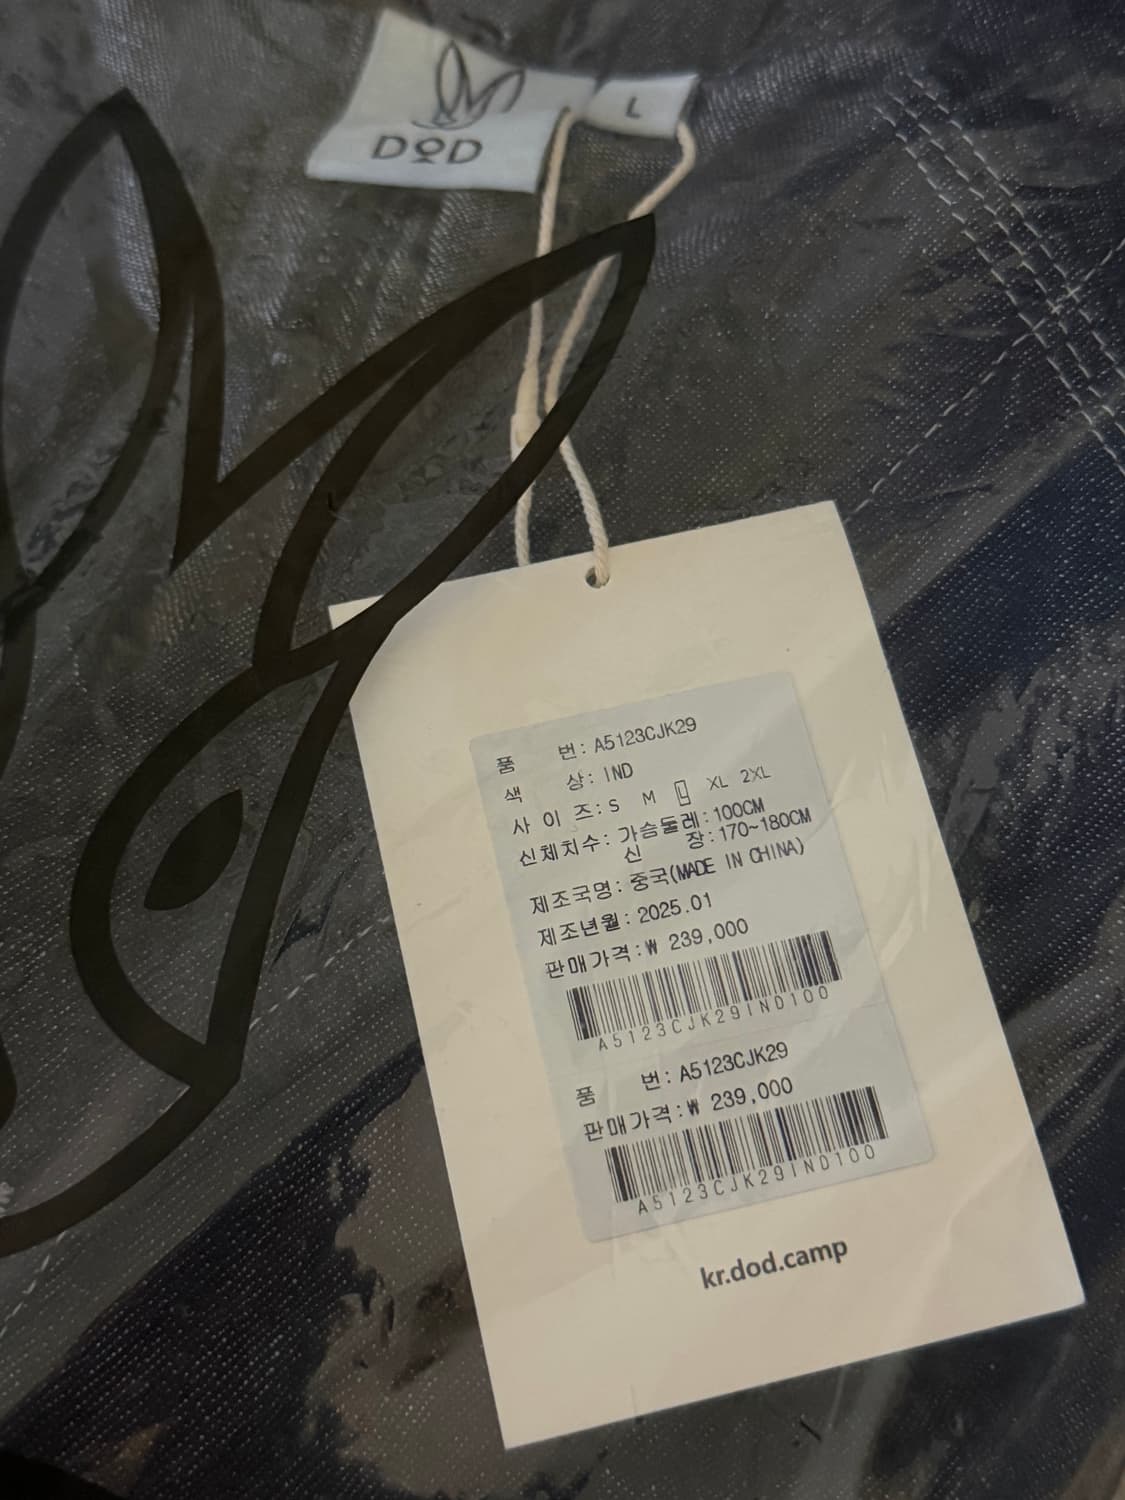 DOD
L
품 번: A5123CJK29
색 상: IND
사 이 즈: S M L XL 2XL
신체치수: 가슴둘레: 100CM
신 장: 170~180CM
제조국명: 중국(MADE IN CHINA)
제조년월: 2025.01
판매가격: ₩ 239,000
A5123CJK29IND100
품 번: A5123CJK29
판매가격: ₩ 239,000
A5123CJK29IND100
kr.dod.camp